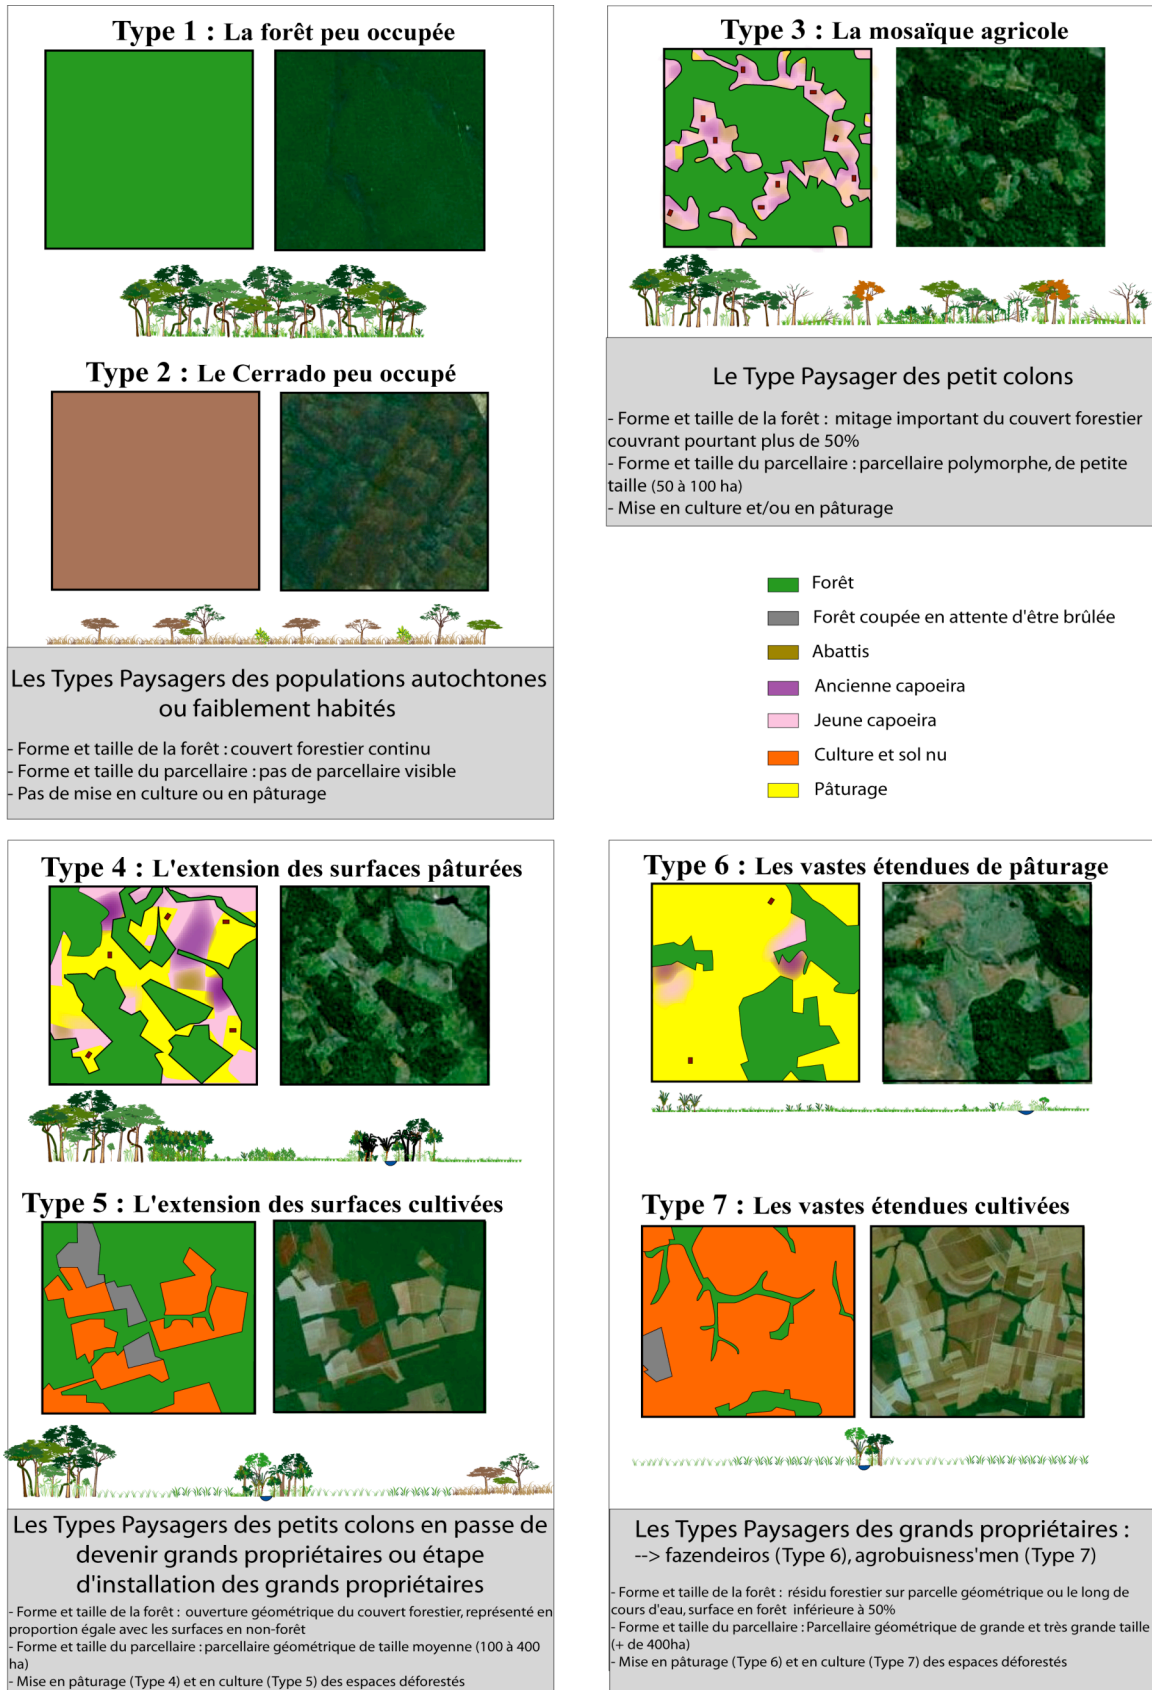 Type 1 : La forêt peu occupée
Type 2 : Le Cerrado peu occupé
Les Types Paysagers des populations autochtones
ou faiblement habités
- Forme et taille de la forêt : couvert forestier continu
- Forme et taille du parcellaire : pas de parcellaire visible
- Pas de mise en culture ou en pâturage
Type 3 : La mosaïque agricole
Le Type Paysager des petit colons
- Forme et taille de la forêt : mitage important du couvert forestier
couvrant pourtant plus de 50%
- Forme et taille du parcellaire : parcellaire polymorphe, de petite
taille (50 à 100 ha)
- Mise en culture et/ou en pâturage
Forêt
Forêt coupée en attente d'être brûlée
Abattis
Ancienne capoeira
Jeune capoeira
Culture et sol nu
Pâturage
Type 4 : L'extension des surfaces pâturées
Type 5 : L'extension des surfaces cultivées
Les Types Paysagers des petits colons en passe de
devenir grands propriétaires ou étape
d'installation des grands propriétaires
- Forme et taille de la forêt : ouverture géométrique du couvert forestier, représenté en
proportion égale avec les surfaces en non-forêt
- Forme et taille du parcellaire : parcellaire géométrique de taille moyenne (100 à 400
ha)
- Mise en pâturage (Type 4) et en culture (Type 5) des espaces déforestés
Type 6 : Les vastes étendues de pâturage
Type 7 : Les vastes étendues cultivées
Les Types Paysagers des grands propriétaires :
--> fazendeiros (Type 6), agrobuisness'men (Type 7)
- Forme et taille de la forêt : résidu forestier sur parcelle géométrique ou le long de
cours d'eau, surface en forêt inférieure à 50%
- Forme et taille du parcellaire : Parcellaire géométrique de grande et très grande taille
(+ de 400ha)
- Mise en pâturage (Type 6) et en culture (Type 7) des espaces déforestés